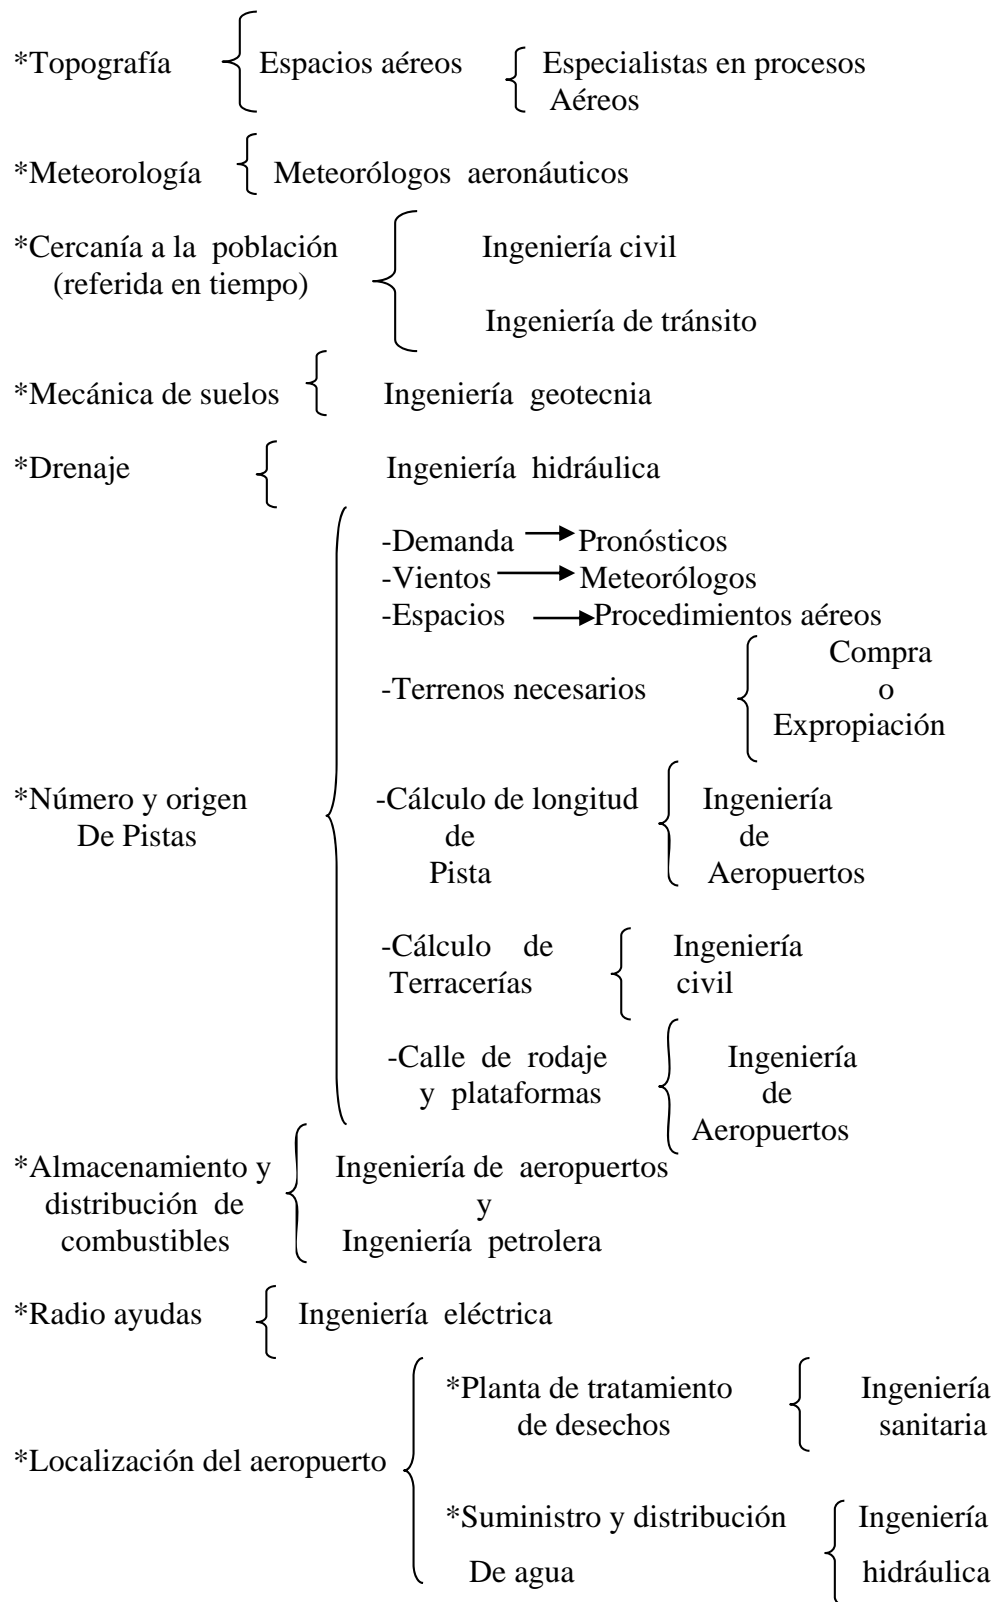 *Topografía Espacios aéreos Especialistas en procesos
Aéreos
*Meteorología Meteorólogos aeronáuticos
*Cercanía a la población Ingeniería civil
(referida en tiempo)
Ingeniería de tránsito
*Mecánica de suelos Ingeniería geotecnia
*Drenaje Ingeniería hidráulica
-Demanda Pronósticos
-Vientos Meteorólogos
-Espacios Procedimientos aéreos
Compra
-Terrenos necesarios o
Expropiación
*Número y origen -Cálculo de longitud Ingeniería
De Pistas de de
Pista Aeropuertos
-Cálculo de Ingeniería
Terracerías civil
-Calle de rodaje Ingeniería
y plataformas de
Aeropuertos
*Almacenamiento y Ingeniería de aeropuertos
distribución de y
combustibles Ingeniería petrolera
*Radio ayudas Ingeniería eléctrica
*Planta de tratamiento Ingeniería
de desechos sanitaria
*Localización del aeropuerto
*Suministro y distribución Ingeniería
De agua hidráulica